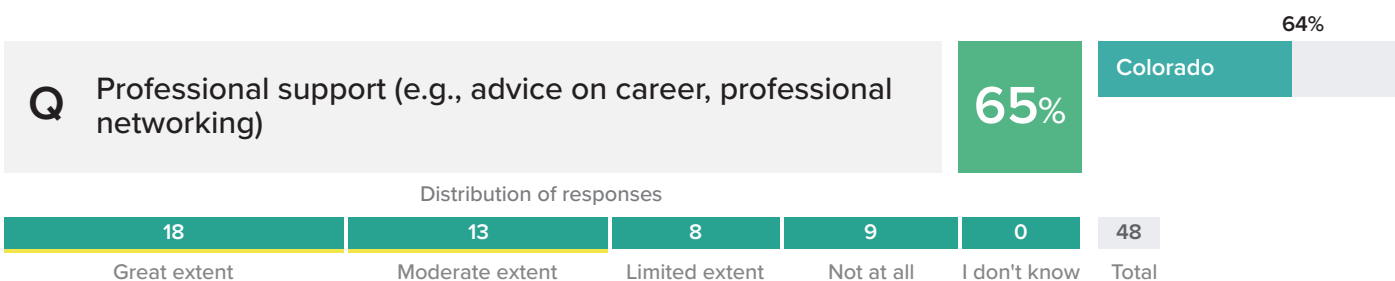 64%
Q
Professional support (e.g., advice on career, professional
networking)
65%
Colorado
Distribution of responses
18 13 8 9 0 48
Great extent Moderate extent Limited extent Not at all I don't know Total